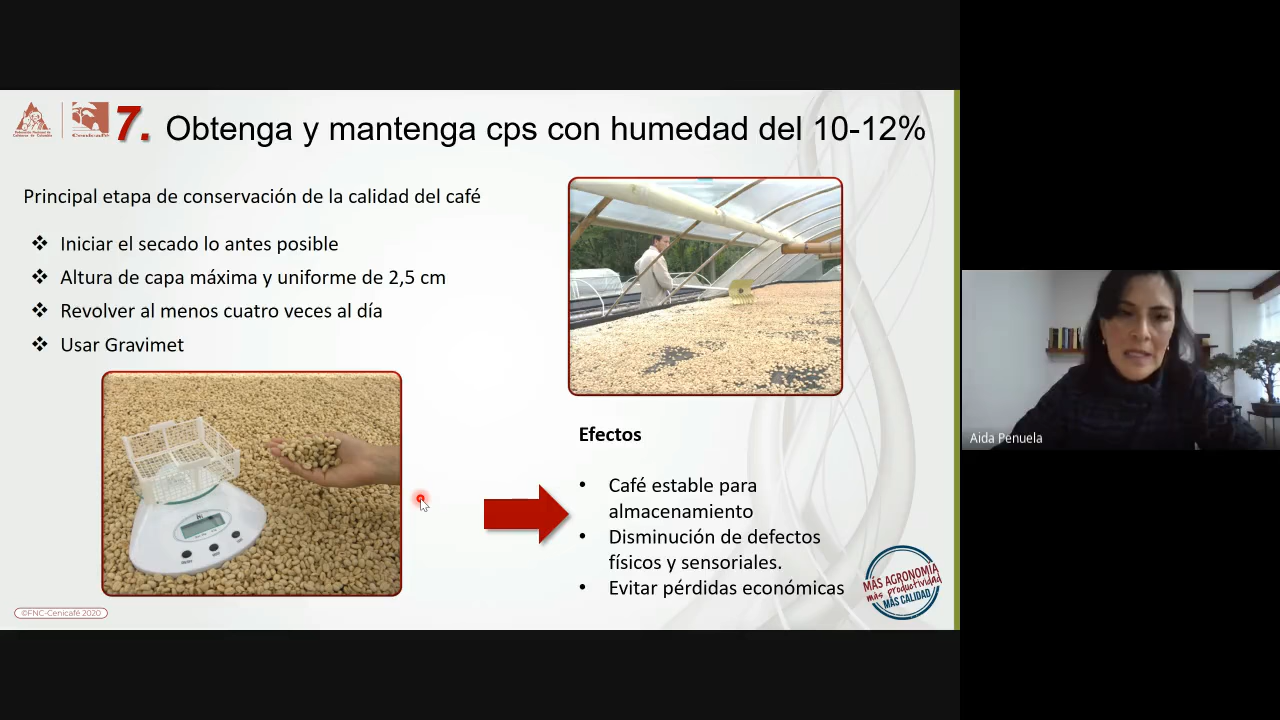 7. Obtenga y mantenga cps con humedad del 10-12%
Principal etapa de conservación de la calidad del café
Iniciar el secado lo antes posible
Altura de capa máxima y uniforme de 2,5 cm
Revolver al menos cuatro veces al día
Usar Gravimet
Efectos
Café estable para
almacenamiento
Disminución de defectos
físicos y sensoriales.
Evitar pérdidas económicas
MÁS AGRONOMÍA
más productividad
MÁS CALIDAD
©FNC-Cenicafé 2020
Cenicafé
Aida Penuela